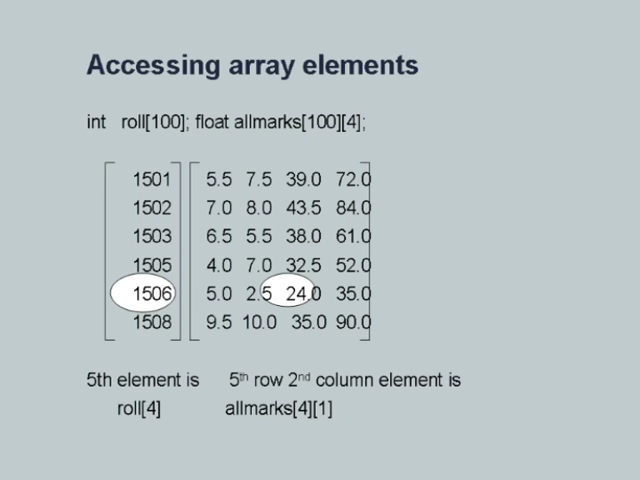 Accessing array elements
int roll[100]; float allmarks[100][4];
1501 5.5 7.5 39.0 72.0
1502 7.0 8.0 43.5 84.0
1503 6.5 5.5 38.0 61.0
1505 4.0 7.0 32.5 52.0
1506 5.0 2.5 24.0 35.0
1508 9.5 10.0 35.0 90.0
5th element is 5th row 2nd column element is
roll[4] allmarks[4][1]